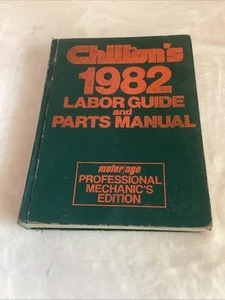 Chilton's
1982
LABOR GUIDE
and
PARTS MANUAL
motor/age
PROFESSIONAL
MECHANIC'S
EDITION